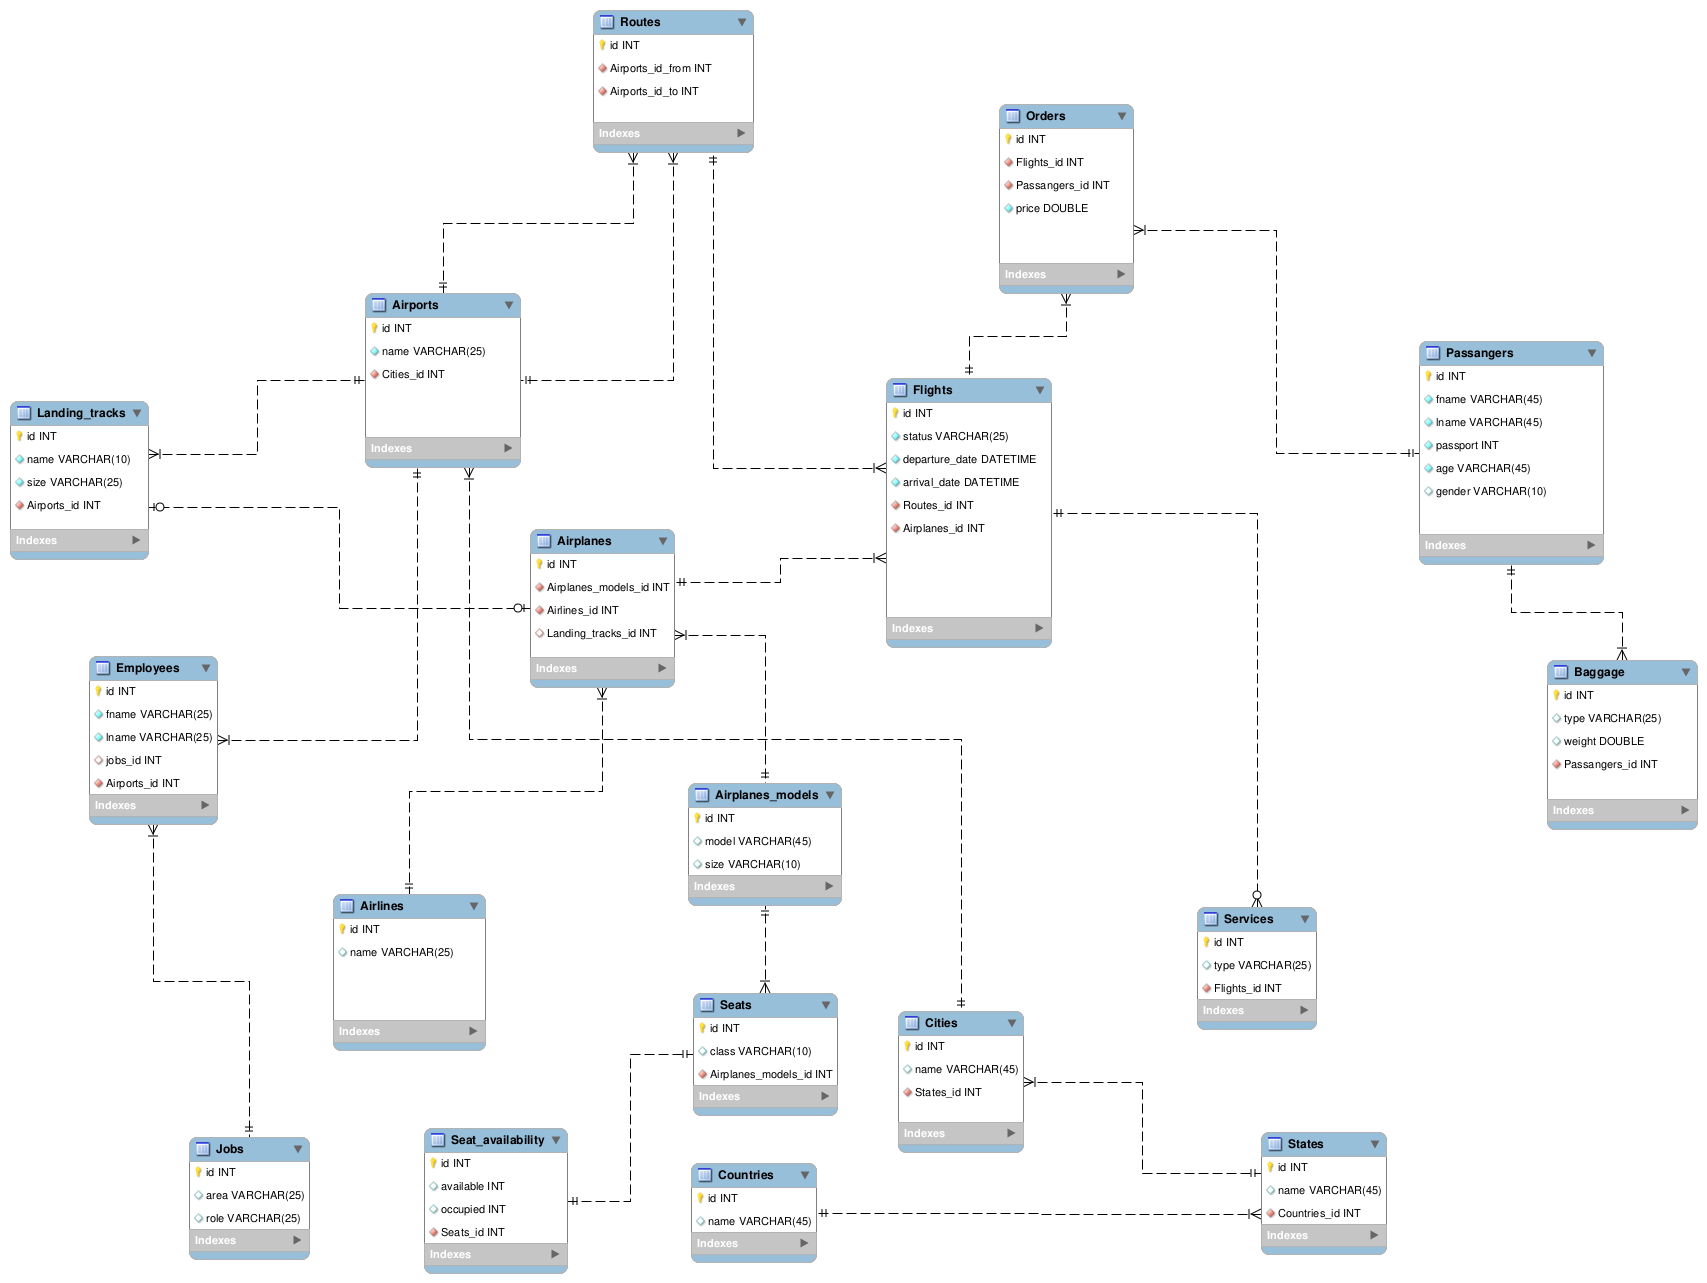 Routes
id INT
Airports_id_from INT
Airports_id_to INT
Indexes
Orders
id INT
Flights_id INT
Passangers_id INT
price DOUBLE
Indexes
Airports
id INT
name VARCHAR(25)
Cities_id INT
Indexes
Passangers
id INT
fname VARCHAR(45)
lname VARCHAR(45)
passport INT
age VARCHAR(45)
gender VARCHAR(10)
Indexes
Flights
id INT
status VARCHAR(25)
departure_date DATETIME
arrival_date DATETIME
Routes_id INT
Airplanes_id INT
Indexes
Landing_tracks
id INT
name VARCHAR(10)
size VARCHAR(25)
Airports_id INT
Indexes
Airplanes
id INT
Airplanes_models_id INT
Airlines_id INT
Landing_tracks_id INT
Indexes
Employees
id INT
fname VARCHAR(25)
lname VARCHAR(25)
jobs_id INT
Airports_id INT
Indexes
Baggage
id INT
type VARCHAR(25)
weight DOUBLE
Passangers_id INT
Indexes
Airplanes_models
id INT
model VARCHAR(45)
size VARCHAR(10)
Indexes
Airlines
id INT
name VARCHAR(25)
Indexes
Services
id INT
type VARCHAR(25)
Flights_id INT
Indexes
Seats
id INT
class VARCHAR(10)
Airplanes_models_id INT
Indexes
Cities
id INT
name VARCHAR(45)
States_id INT
Indexes
Jobs
id INT
area VARCHAR(25)
role VARCHAR(25)
Indexes
Seat_availability
id INT
available INT
occupied INT
Seats_id INT
Indexes
Countries
id INT
name VARCHAR(45)
Indexes
States
id INT
name VARCHAR(45)
Countries_id INT
Indexes